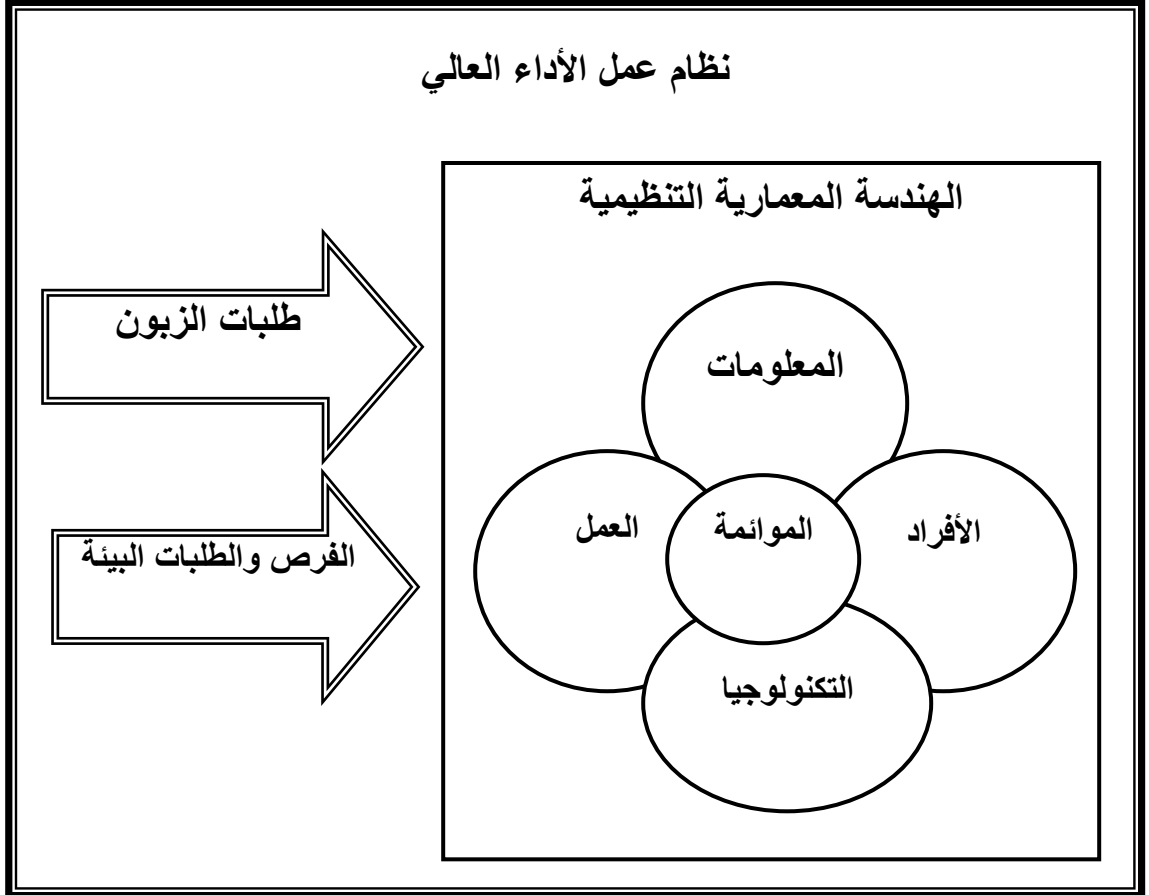 نظام عمل الأداء العالي
الهندسة المعمارية التنظيمية
طلبات الزبون
المعلومات
الأفراد
الموائمة
العمل
الفرص والطلبات البيئة
التكنولوجيا